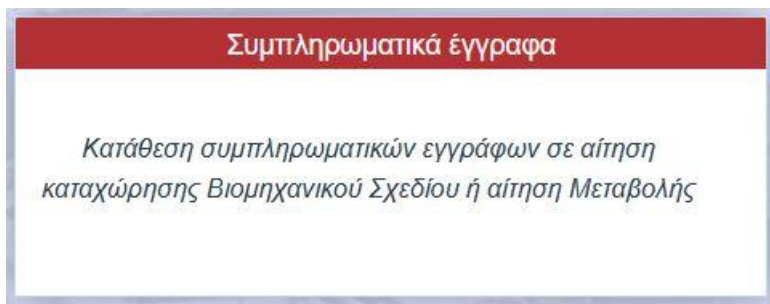 Συμπληρωματικά έγγραφα
Κατάθεση συμπληρωματικών εγγράφων σε αίτηση
καταχώρησης Βιομηχανικού Σχεδίου ή αίτηση Μεταβολής